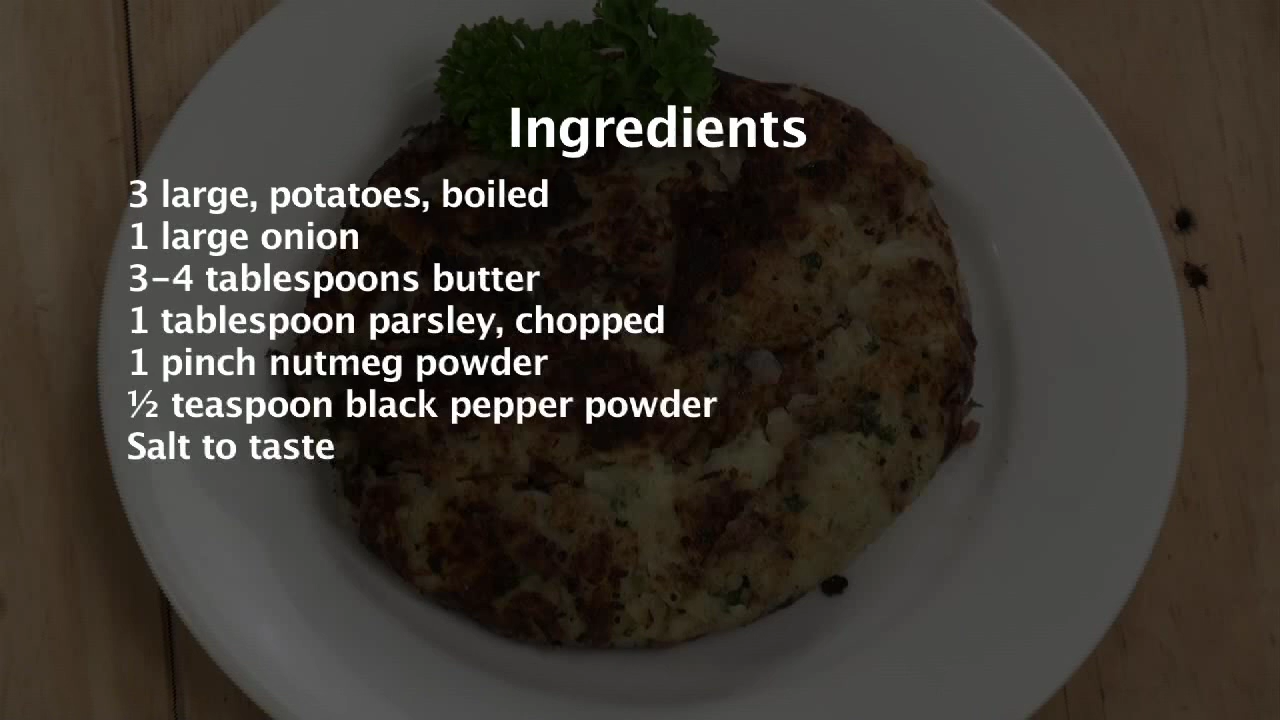 Ingredients
3 large, potatoes, boiled
1 large onion
3-4 tablespoons butter
1 tablespoon parsley, chopped
1 pinch nutmeg powder
½ teaspoon black pepper powder
Salt to taste